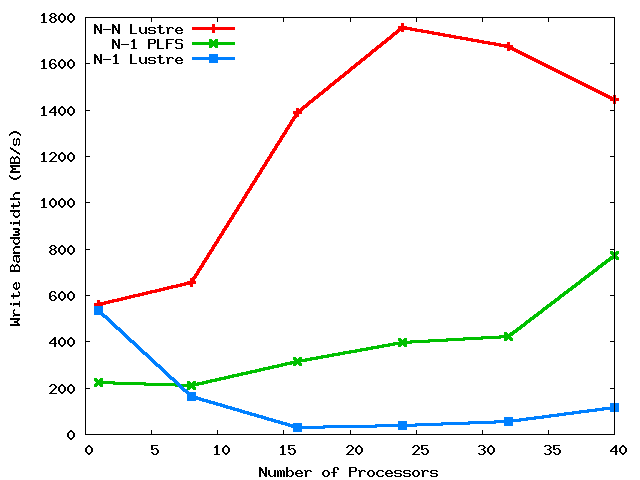 N-N Lustre
N-1 PLFS
N-1 Lustre
1800
1600
1400
1200
1000
800
600
400
200
0
Write Bandwidth (MB/s)
0 5 10 15 20 25 30 35 40
Number of Processors